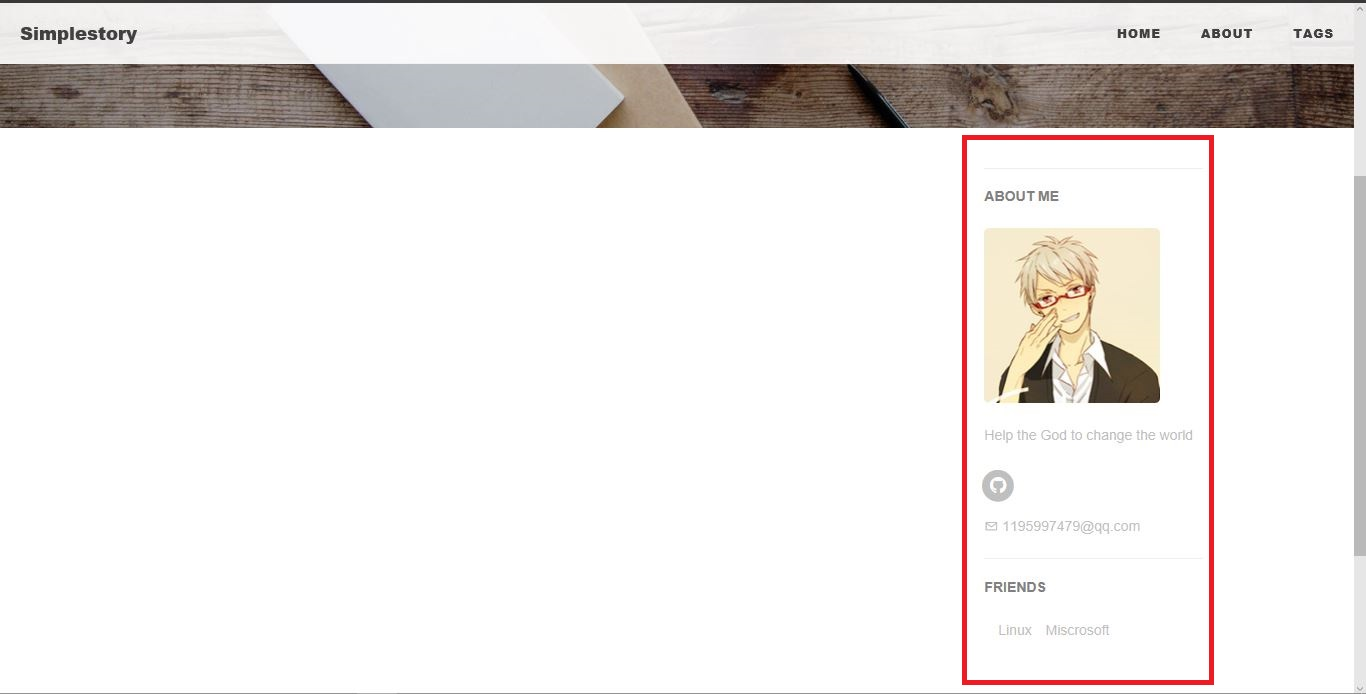 Simplestory
HOME ABOUT TAGS
ABOUT ME
Help the God to change the world
1195997479@qq.com
FRIENDS
Linux Miscrosoft